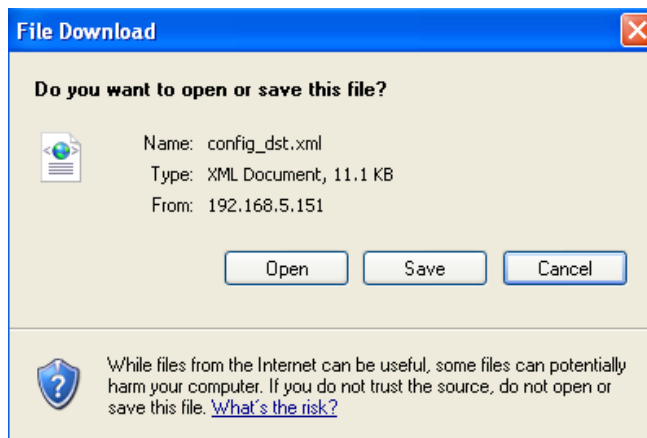 File Download
Do you want to open or save this file?
Name: config_dst.xml
Type: XML Document, 11.1 KB
From: 192.168.5.151
Open Save Cancel
While files from the Internet can be useful, some files can potentially
harm your computer. If you do not trust the source, do not open or
save this file. What's the risk?